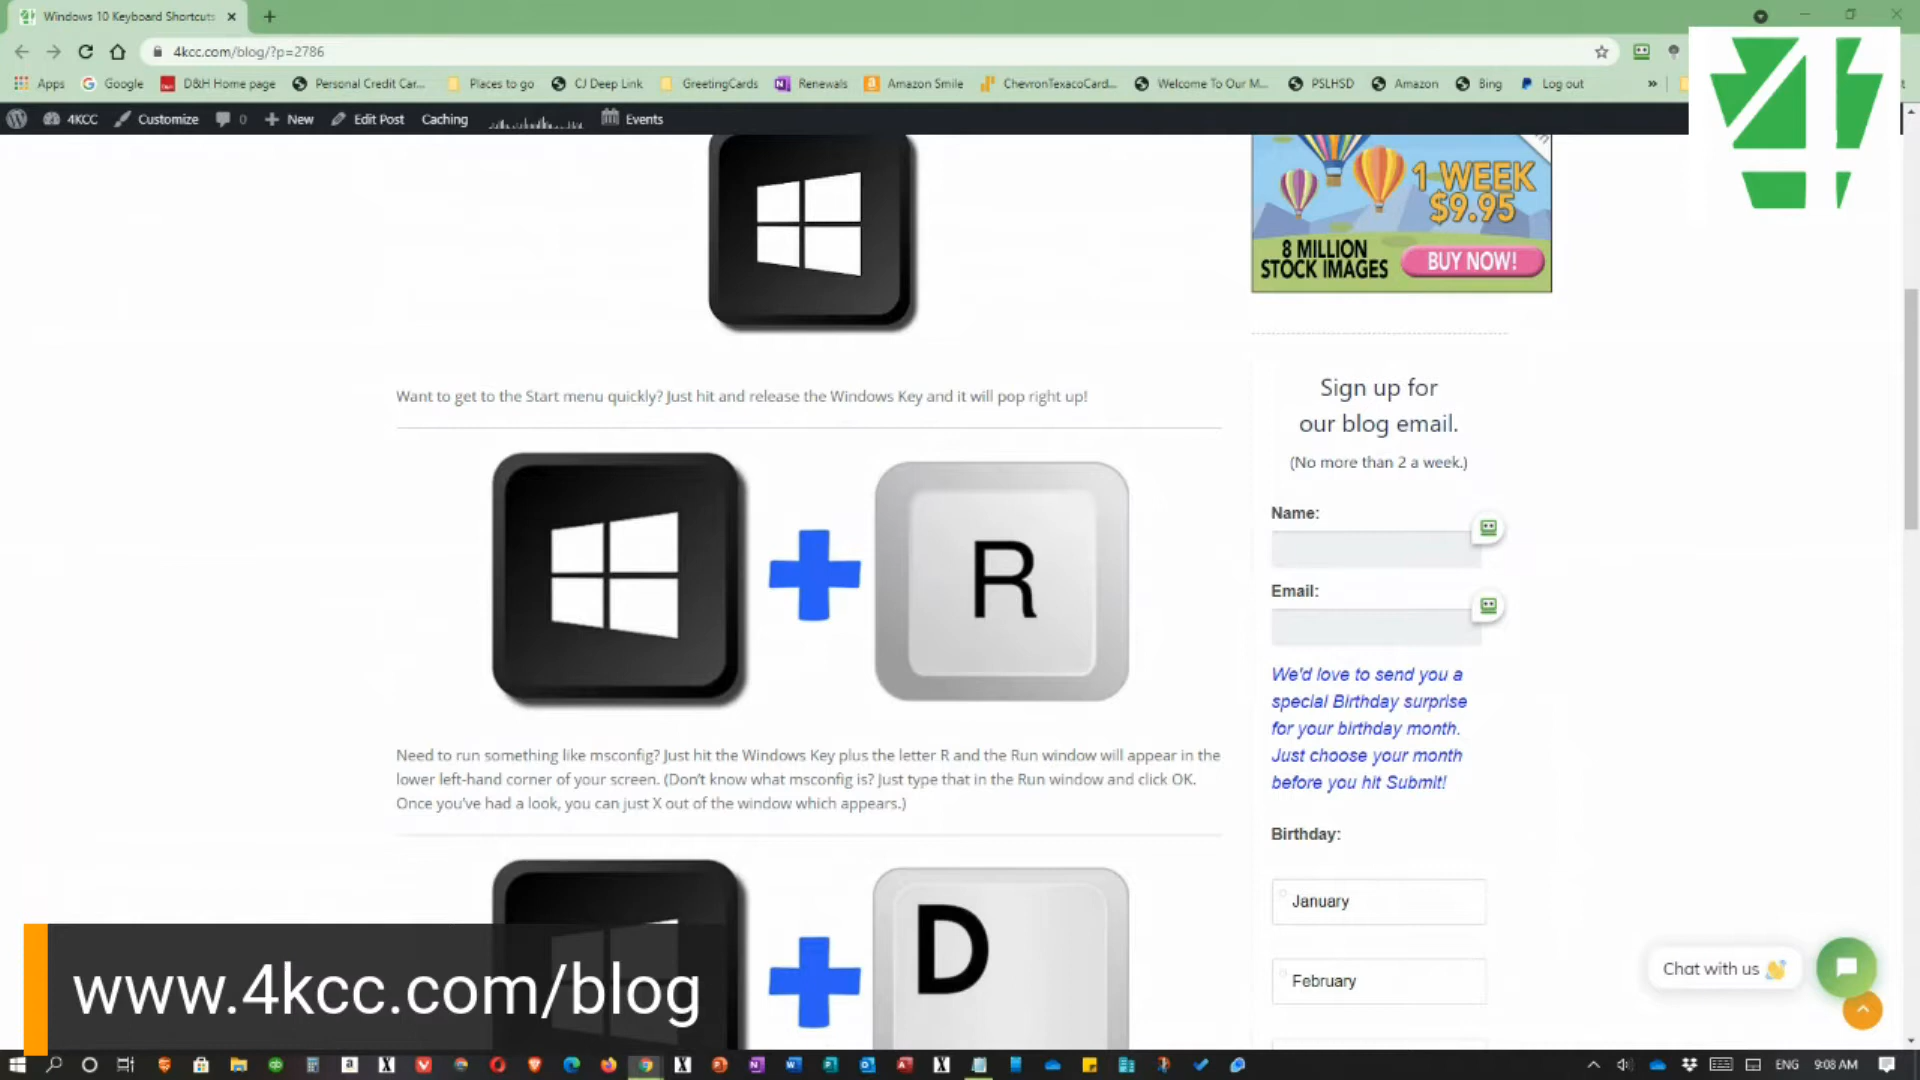 Windows 10 Keyboard Shortcuts
4kcc.com/blog/?p=2786
Apps
Google
D&H Home page
Personal Credit Car...
Places to go
CJ Deep Link
GreetingCards
Renewals
Amazon Smile
ChevronTexacoCard...
Welcome To Our M...
PSLHSD
Amazon
Bing
Log out
4KCC
Customize
0
New
Edit Post
Caching
Events
4
1 WEEK
$9.95
8 MILLION
STOCK IMAGES
BUY NOW!
Want to get to the Start menu quickly? Just hit and release the Windows Key and it will pop right up!
R
Need to run something like msconfig? Just hit the Windows Key plus the letter R and the Run window will appear in the
lower left-hand corner of your screen. (Don't know what msconfig is? Just type that in the Run window and click OK.
Once you've had a look, you can just X out of the window which appears.)
D
Sign up for
our blog email.
(No more than 2 a week.)
Name:
Email:
We'd love to send you a
special Birthday surprise
for your birthday month.
Just choose your month
before you hit Submit!
Birthday:
January
February
Chat with us
www.4kcc.com/blog
ENG
9:08 AM